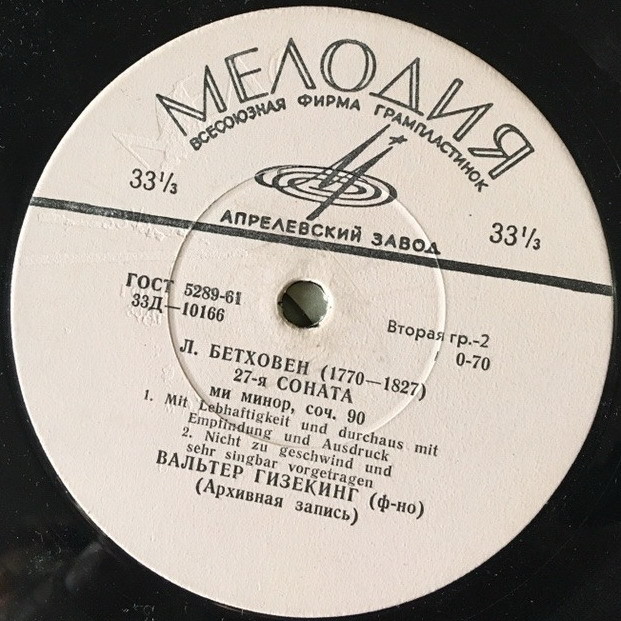 МЕЛОДИЯ
ВСЕСОЮЗНАЯ ФИРМА ГРАМПЛАСТИНОК
33⅓
33⅓
АПРЕЛЕВСКИЙ ЗАВОД
ГОСТ 5289-61
33Д—10166
Вторая гр.-2
0-70
Л. БЕТХОВЕН (1770—1827)
27-я СОНАТА
ми минор, соч. 90
1. Mit Lebhaftigkeit und durchaus mit
Empfindung und Ausdruck
2. Nicht zu geschwind und
sehr singbar vorgetragen
ВАЛЬТЕР ГИЗЕКИНГ (ф-но)
(Архивная запись)